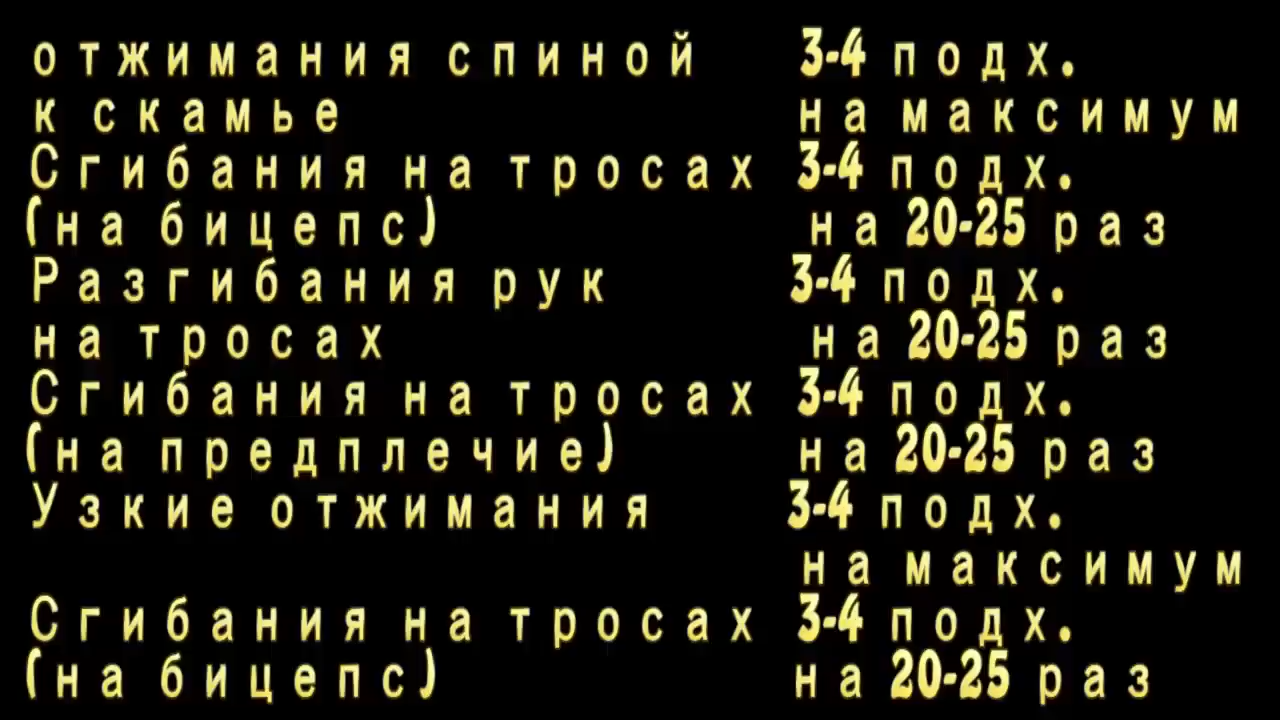 отжимания спиной 3-4 подх.
к скамье на максимум
Сгибания на тросах 3-4 подх.
(на бицепс) на 20-25 раз
Разгибания рук 3-4 подх.
на тросах на 20-25 раз
Сгибания на тросах 3-4 подх.
(на предплечие) на 20-25 раз
Узкие отжимания 3-4 подх.
на максимум
Сгибания на тросах 3-4 подх.
(на бицепс) на 20-25 раз